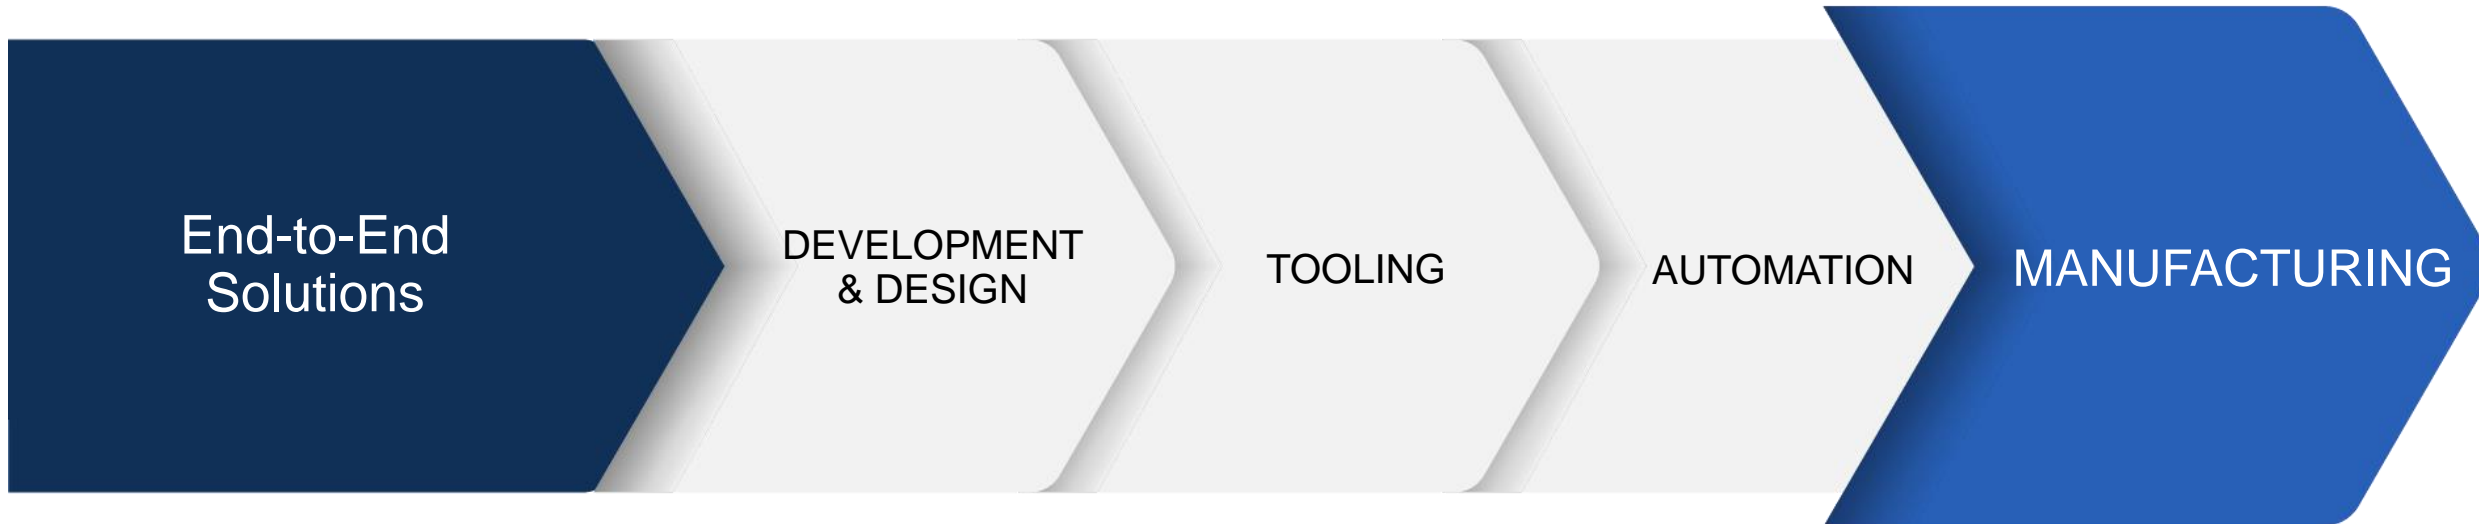 End-to-End
Solutions
DEVELOPMENT
& DESIGN
TOOLING
AUTOMATION
MANUFACTURING